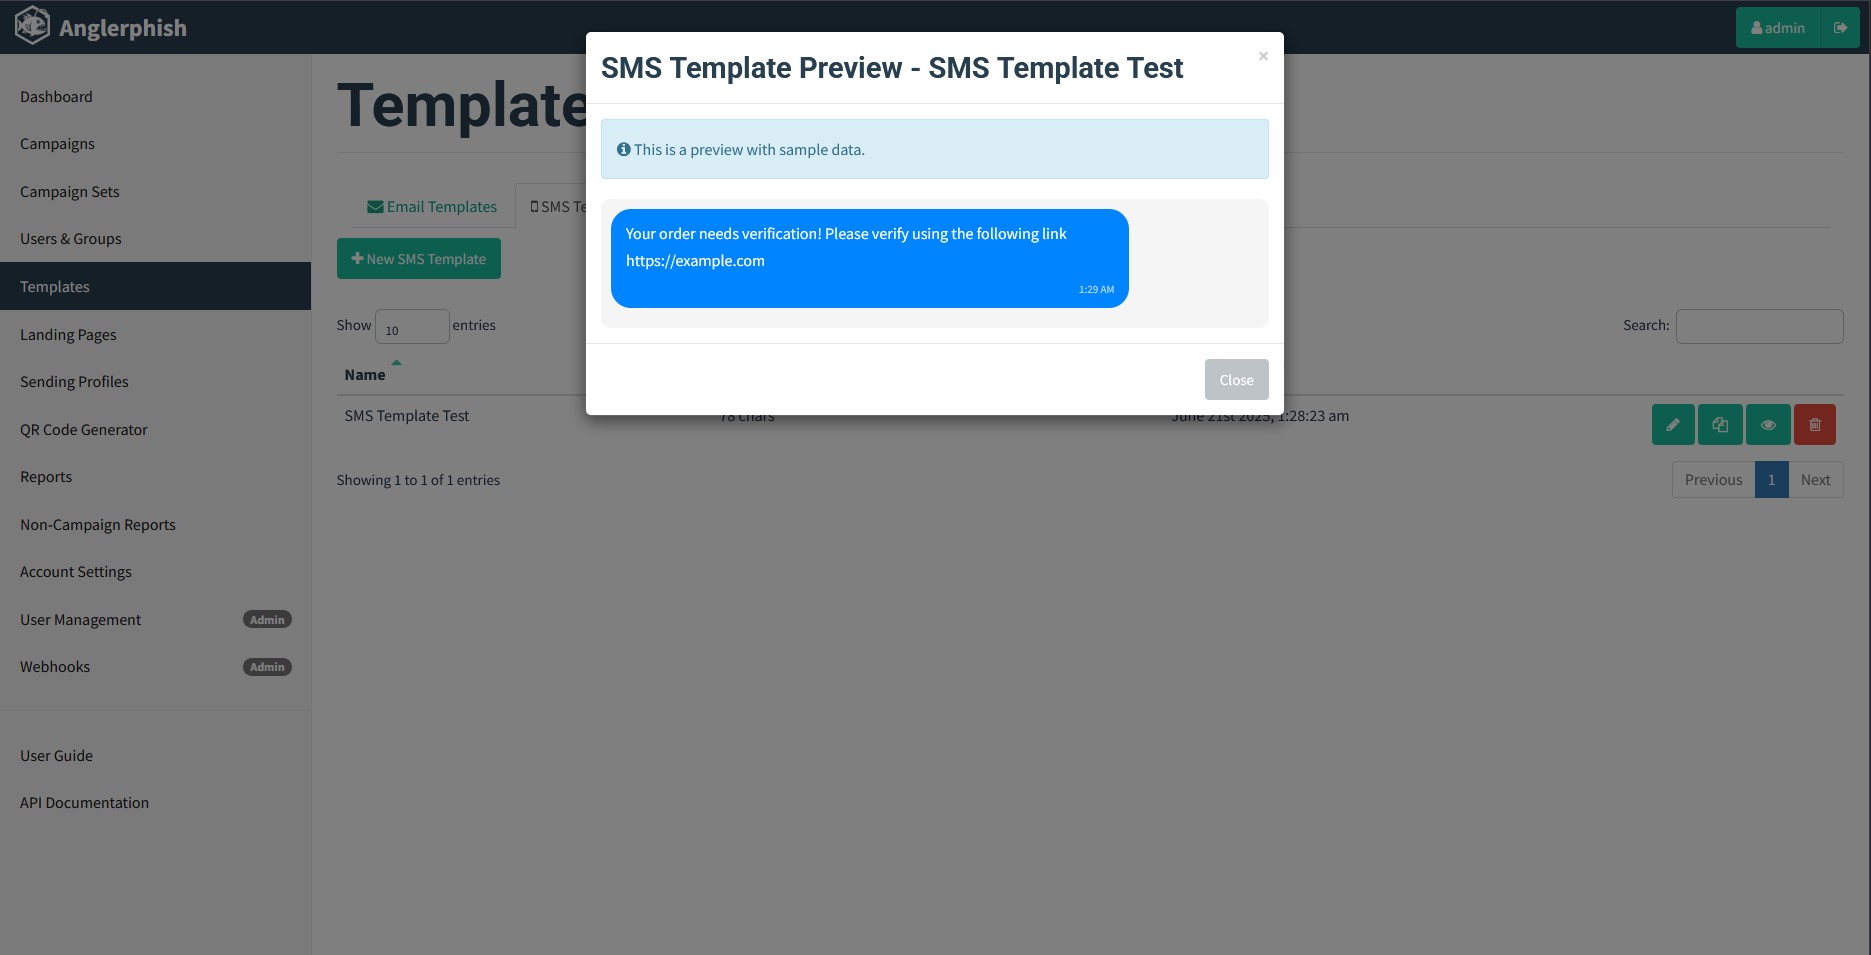 Anglerphish
admin
Dashboard
Campaigns
Campaign Sets
Users & Groups
Templates
Landing Pages
Sending Profiles
QR Code Generator
Reports
Non-Campaign Reports
Account Settings
User Management Admin
Webhooks Admin
User Guide
API Documentation
Template
Email Templates
SMS Te
New SMS Template
Show 10 entries
Search:
Name
SMS Template Test 78 chars June 21st 2025, 1:28:23 am
Showing 1 to 1 of 1 entries
Previous 1 Next
SMS Template Preview - SMS Template Test
×
This is a preview with sample data.
Your order needs verification! Please verify using the following link
https://example.com
1:29 AM
Close